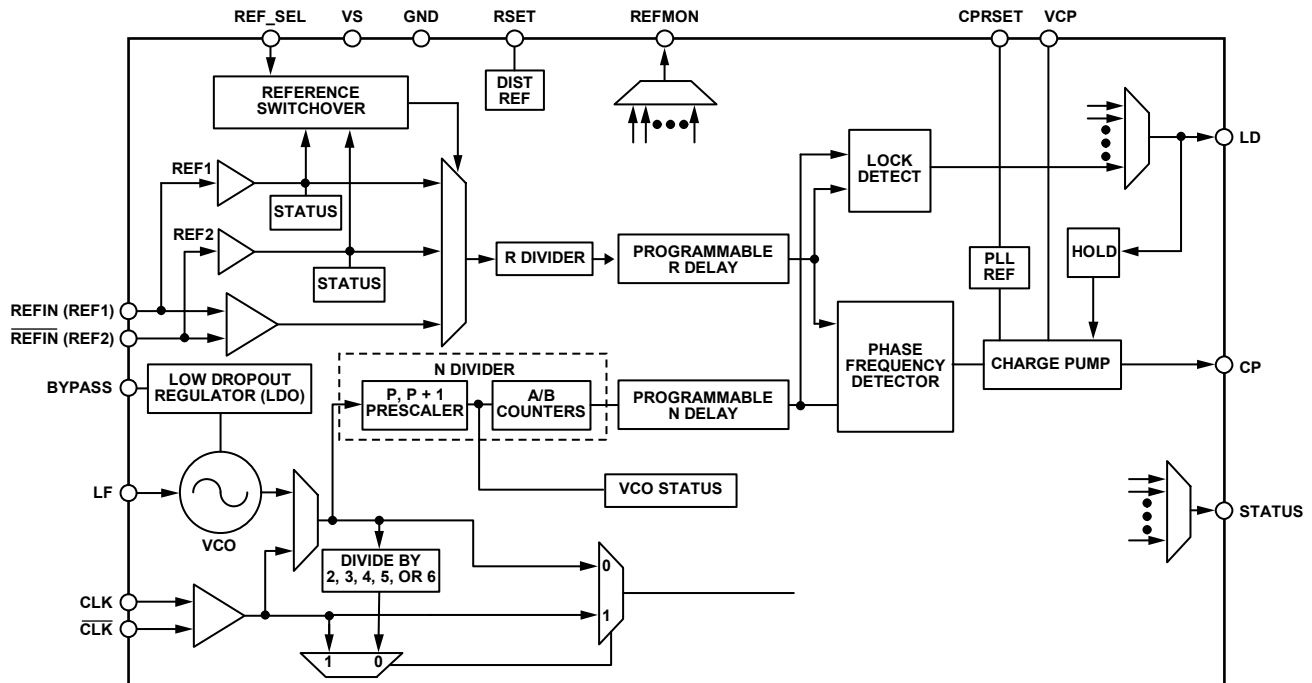 REF_SEL
VS
GND
RSET
REFMON
CPRSET
VCP
DIST
REF
REFERENCE
SWITCHOVER
REF1
STATUS
REF2
STATUS
R DIVIDER
PROGRAMMABLE
R DELAY
LOCK
DETECT
LD
HOLD
PLL
REF
REFIN (REF1)
REFIN (REF2)
BYPASS
LOW DROPOUT
REGULATOR (LDO)
N DIVIDER
P, P + 1
PRESCALER
A/B
COUNTERS
PROGRAMMABLE
N DELAY
PHASE
FREQUENCY
DETECTOR
CHARGE PUMP
CP
LF
VCO
VCO STATUS
STATUS
DIVIDE BY
2, 3, 4, 5, OR 6
0
1
CLK
CLK
1 0